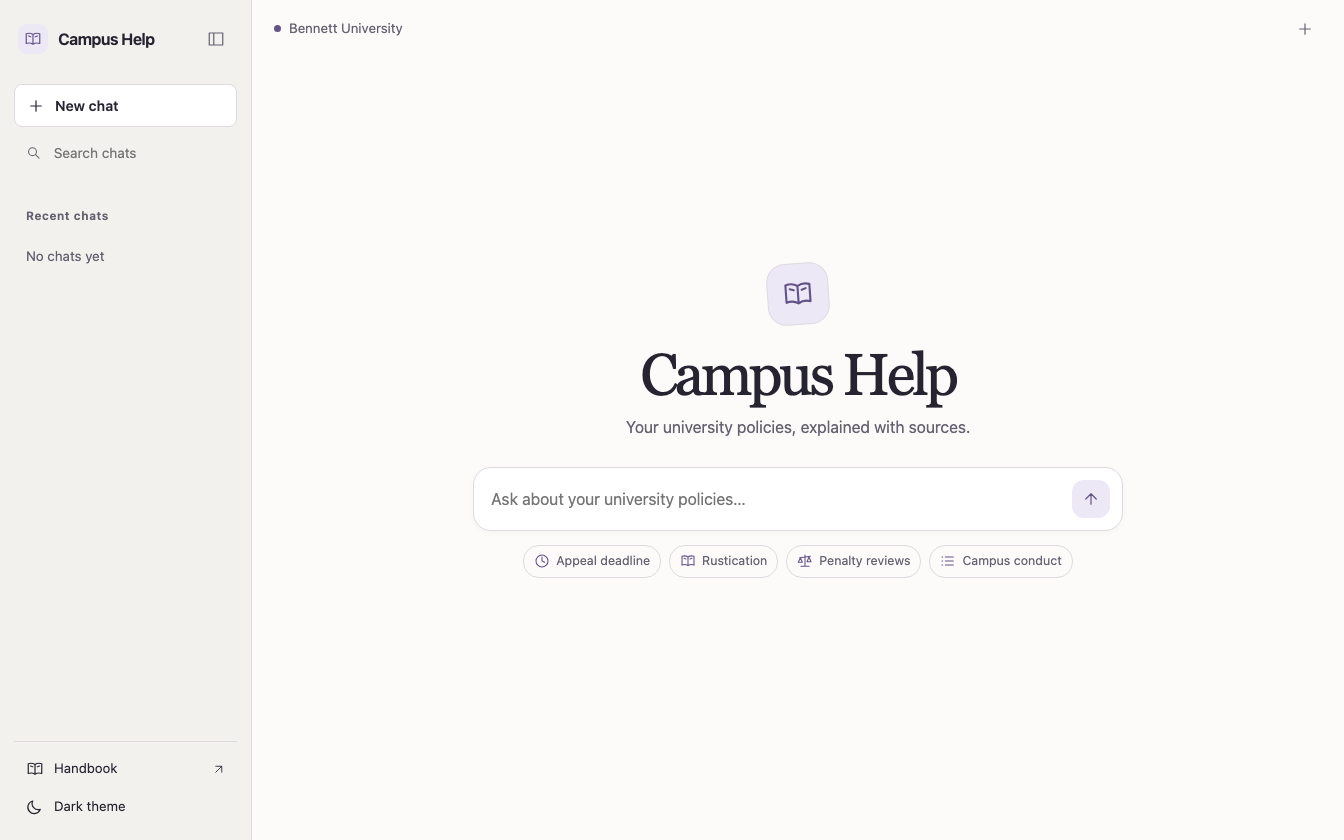 Campus Help
New chat
Search chats
Recent chats
No chats yet
Handbook
Dark theme
Bennett University
Campus Help
Your university policies, explained with sources.
Ask about your university policies...
Appeal deadline
Rustication
Penalty reviews
Campus conduct